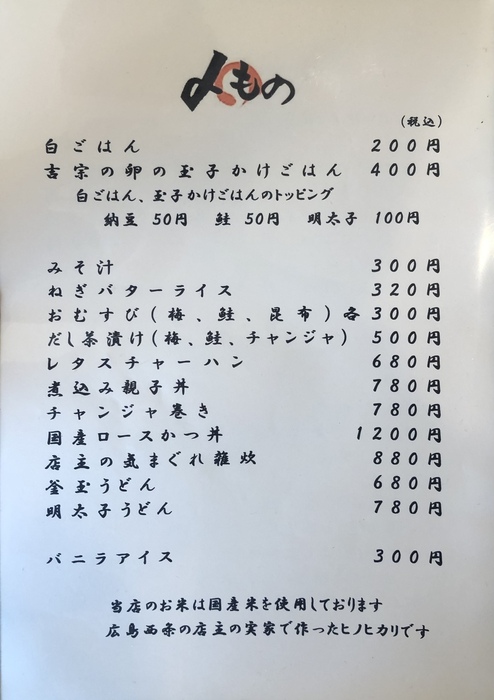 〆もの
(税込)
白ごはん 200円
吉宗の卵の玉子かけごはん 400円
白ごはん、玉子かけごはんのトッピング
納豆 50円 鮭 50円 明太子 100円
みそ汁 300円
ねぎバターライス 320円
おむすび(梅、鮭、昆布)各 300円
だし茶漬け(梅、鮭、チャンジャ) 500円
レタスチャーハン 680円
煮込み親子丼 780円
チャンジャ巻き 780円
国産ロースかつ丼 1200円
店主の気まぐれ雑炊 880円
釜玉うどん 680円
明太子うどん 780円
バニラアイス 300円
当店のお米は国産米を使用しております
広島西条の店主の実家で作ったヒノヒカリです